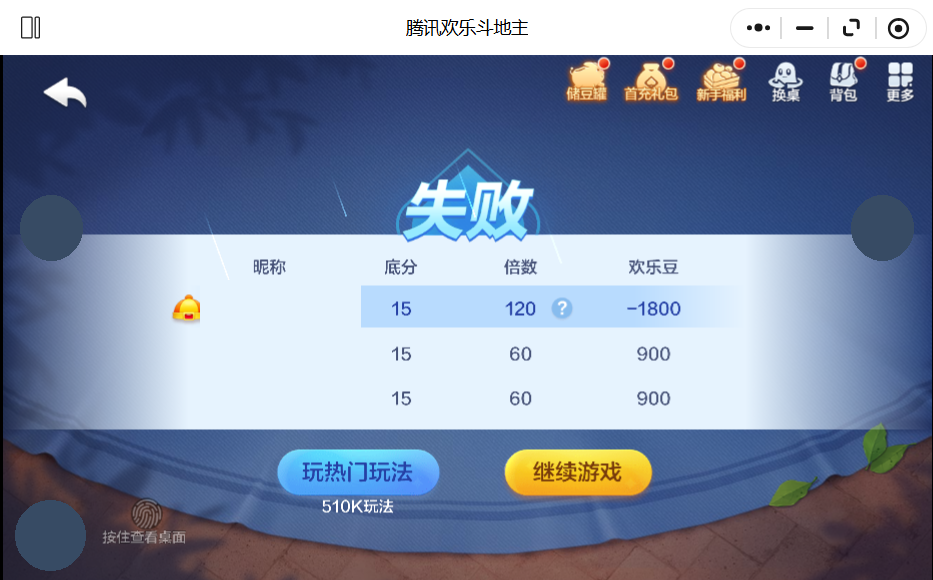 腾讯欢乐斗地主
储豆罐 首充礼包 新手福利 换桌 背包 更多
失败
昵称 底分 倍数 欢乐豆
15 120 ? -1800
15 60 900
15 60 900
玩热门玩法 继续游戏
510K玩法
按住查看桌面